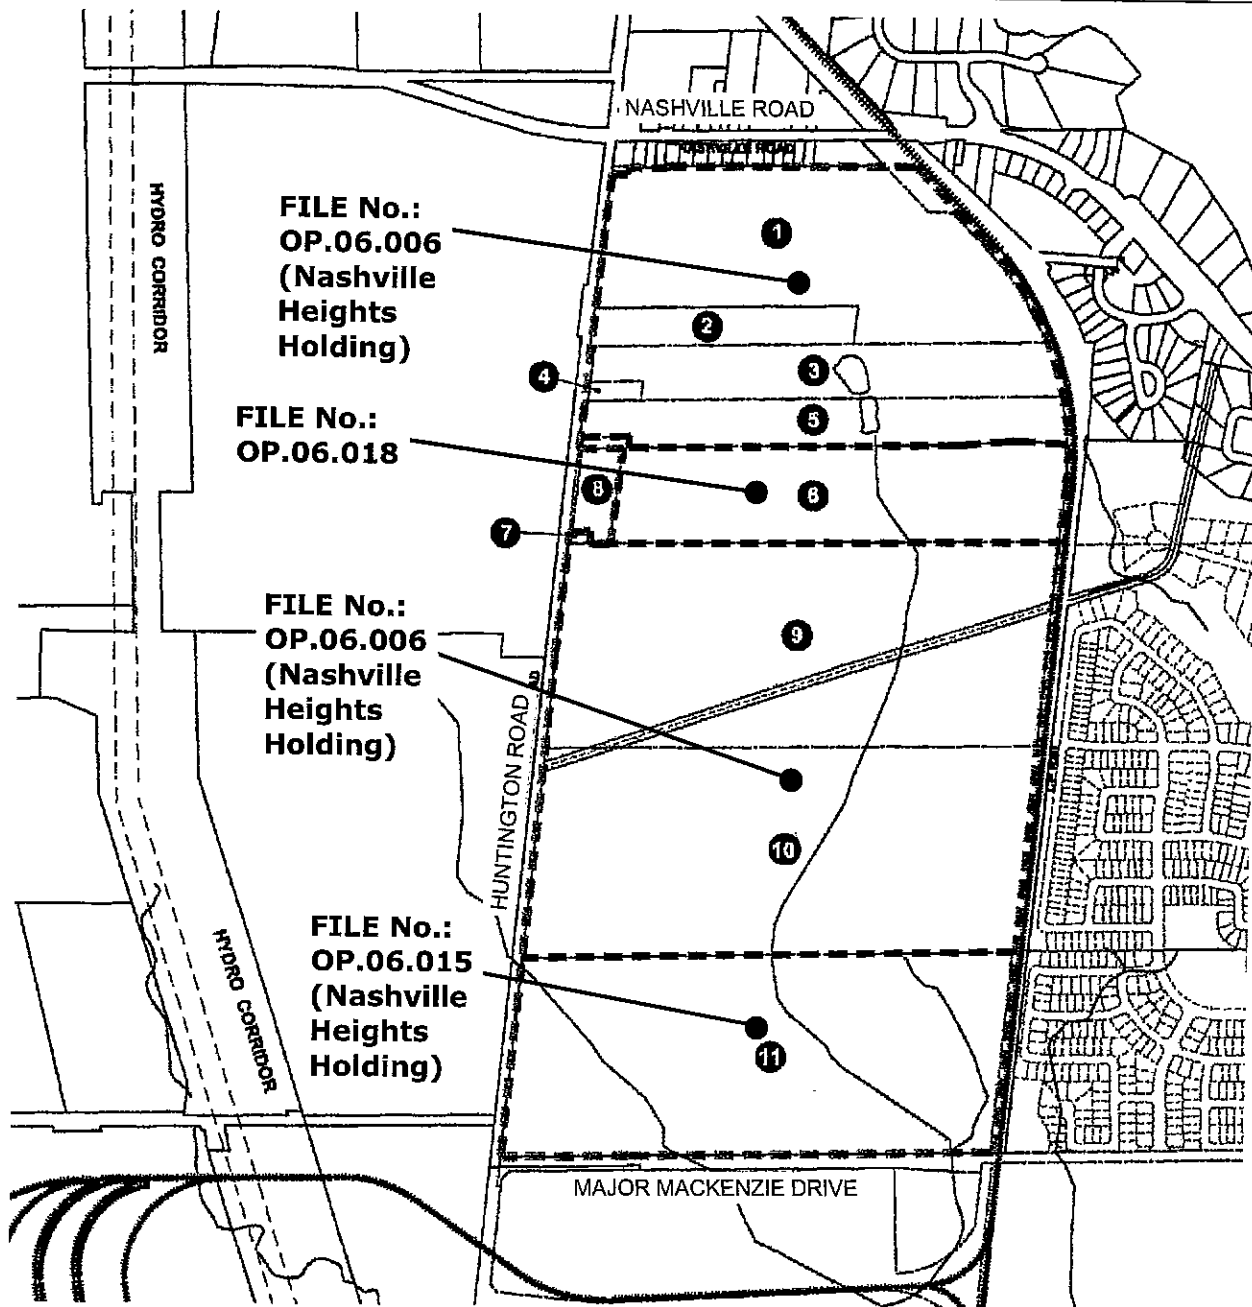 NASHVILLE ROAD
NASHVILLE ROAD
HYDRO CORRIDOR
FILE No.:
OP.06.006
(Nashville
Heights
Holding)
1
2
3
4
5
FILE No.:
OP.06.018
6
8
7
FILE No.:
OP.06.006
(Nashville
Heights
Holding)
9
HUNTINGTON ROAD
10
HYDRO CORRIDOR
FILE No.:
OP.06.015
(Nashville
Heights
Holding)
11
MAJOR MACKENZIE DRIVE